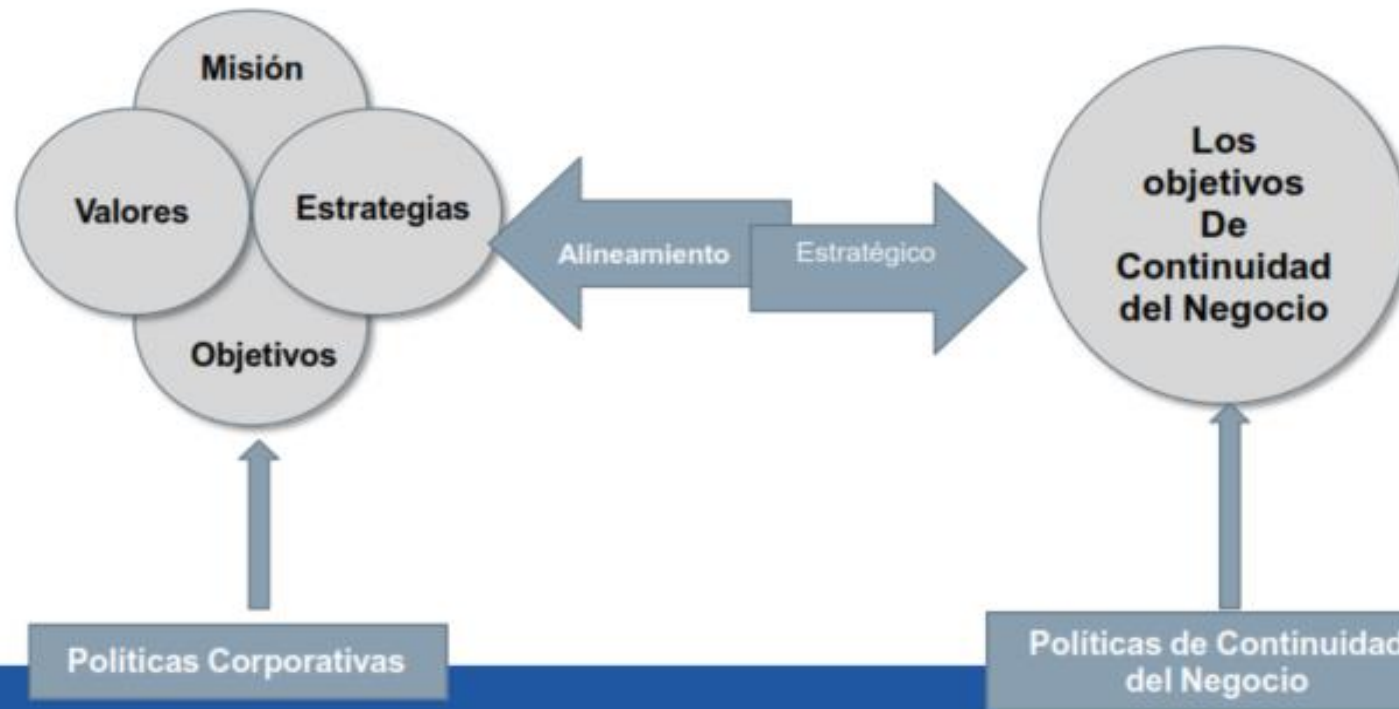 Misión
Valores
Estrategias
Objetivos
Alineamiento
Estratégico
Los
objetivos
De
Continuidad
del Negocio
Políticas Corporativas
Políticas de Continuidad
del Negocio